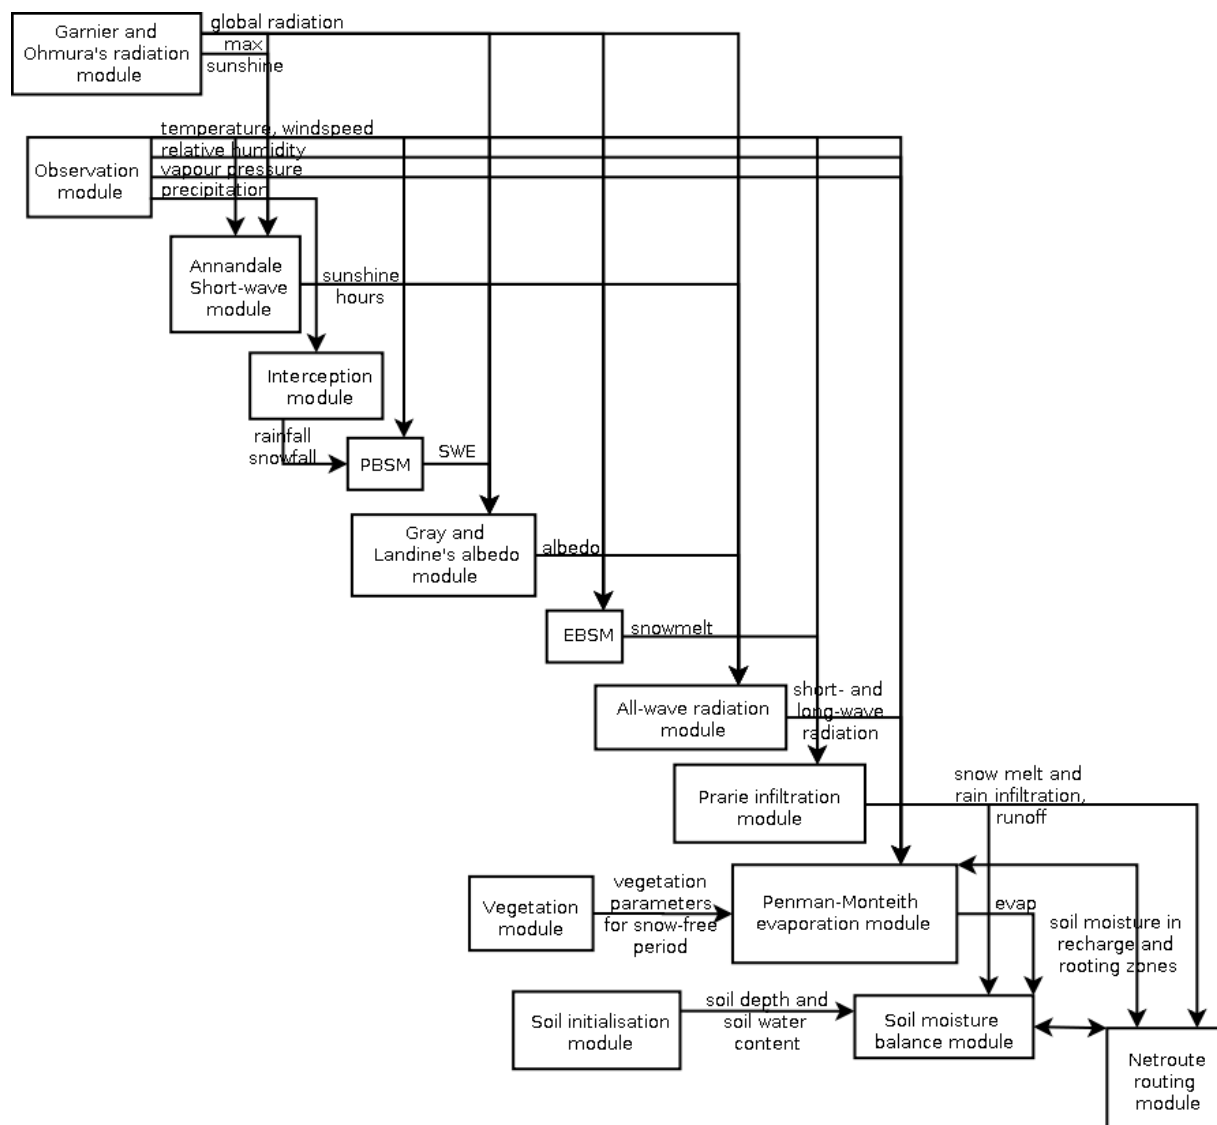 Garnier and
Ohmura's radiation
module
global radiation
max
sunshine
temperature, windspeed
relative humidity
vapour pressure
precipitation
Observation
module
Annandale
Short-wave
module
sunshine
hours
Interception
module
rainfall
snowfall
PBSM
SWE
Gray and
Landine's albedo
module
albedo
EBSM
snowmelt
All-wave radiation
module
short- and
long-wave
radiation
Prarie infiltration
module
snow melt and
rain infiltration,
runoff
Vegetation
module
vegetation
parameters
for snow-free
period
Penman-Monteith
evaporation module
evap
soil moisture in
recharge and
rooting zones
Soil initialisation
module
soil depth and
soil water
content
Soil moisture
balance module
Netroute
routing
module